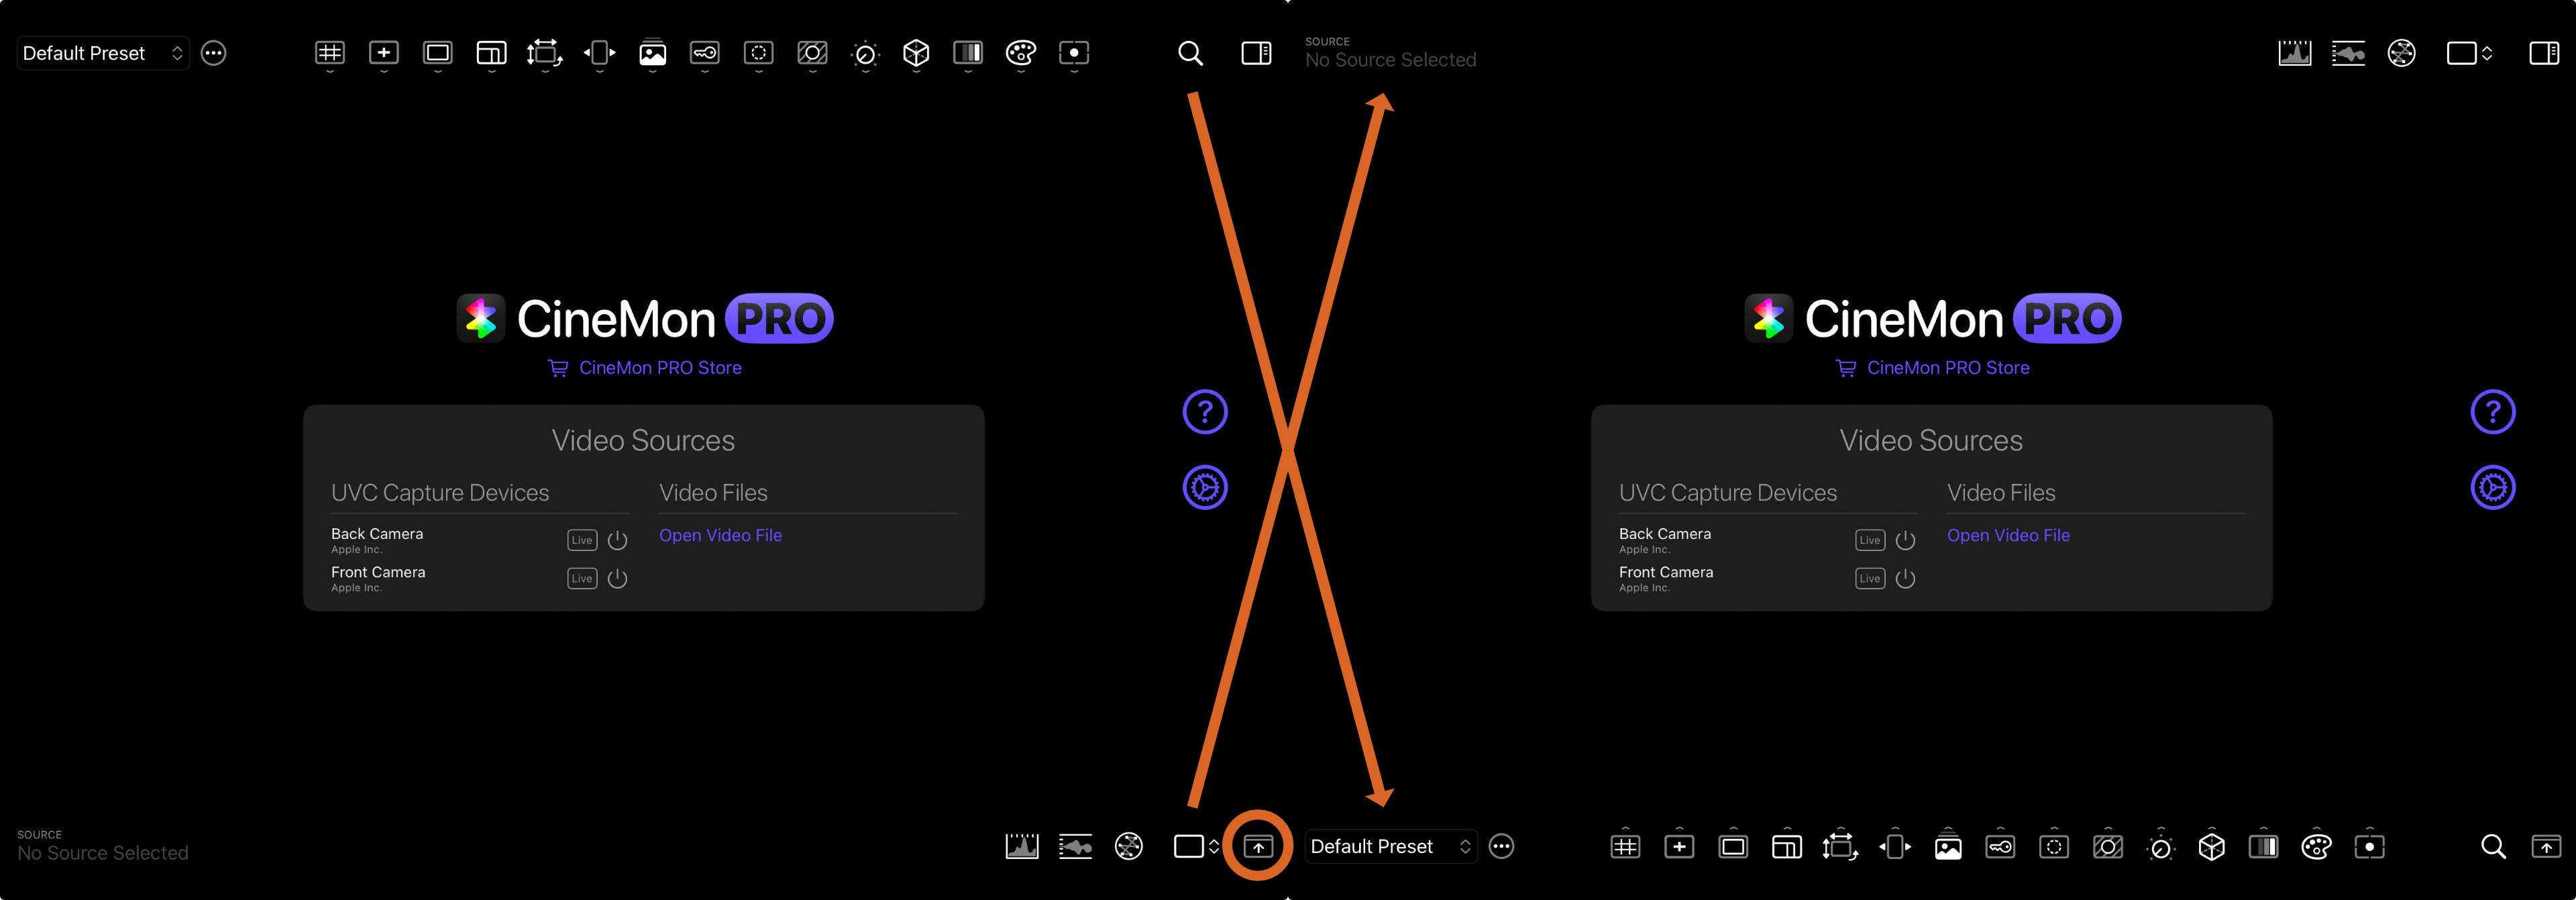 Default Preset
CineMon PRO
CineMon PRO Store
Video Sources
UVC Capture Devices
Video Files
Back Camera
Apple Inc.
Live
Open Video File
Front Camera
Apple Inc.
Live
SOURCE
No Source Selected
SOURCE
No Source Selected
CineMon PRO
CineMon PRO Store
?
Video Sources
UVC Capture Devices
Video Files
Back Camera
Apple Inc.
Live
Open Video File
Front Camera
Apple Inc.
Live
?
Default Preset